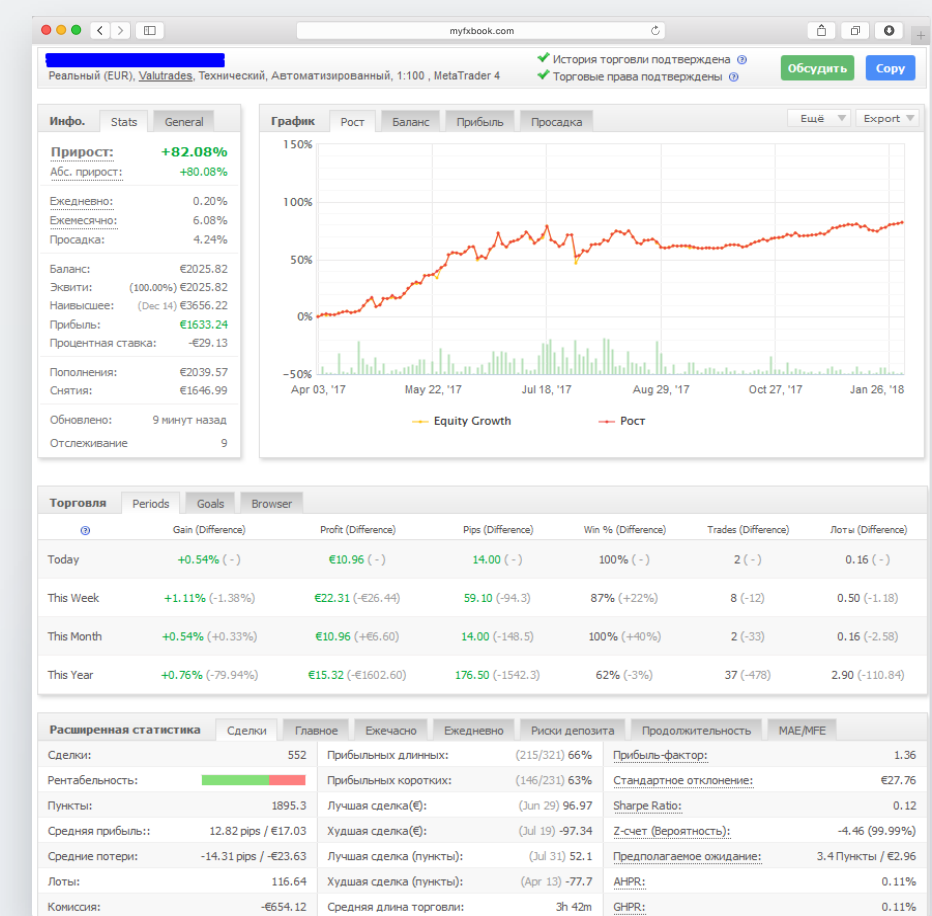 myfxbook.com
Реальный (EUR), Valutrades, Технический, Автоматизированный, 1:100 , MetaTrader 4
История торговли подтверждена ?
Торговые права подтверждены ?
Обсудить Copy
Инфо. Stats General
Прирост: +82.08%
Абс. прирост: +80.08%
Ежедневно: 0.20%
Ежемесячно: 6.08%
Просадка: 4.24%
Баланс: €2025.82
Эквити: (100.00%) €2025.82
Наивысшее: (Dec 14) €3656.22
Прибыль: €1633.24
Процентная ставка: -€29.13
Пополнения: €2039.57
Снятия: €1646.99
Обновлено: 9 минут назад
Отслеживание 9
График Рост Баланс Прибыль Просадка Ещё Export
150%
100%
50%
0%
-50%
Apr 03, '17 May 22, '17 Jul 18, '17 Aug 29, '17 Oct 27, '17 Jan 26, '18
Equity Growth Рост
Торговля Periods Goals Browser
? Gain (Difference) Profit (Difference) Pips (Difference) Win % (Difference) Trades (Difference) Лоты (Difference)
Today +0.54% ( - ) €10.96 ( - ) 14.00 ( - ) 100% ( - ) 2 ( - ) 0.16 ( - )
This Week +1.11% (-1.38%) €22.31 (-€26.44) 59.10 (-94.3) 87% (+22%) 8 (-12) 0.50 (-1.18)
This Month +0.54% (+0.33%) €10.96 (+€6.60) 14.00 (-148.5) 100% (+40%) 2 (-33) 0.16 (-2.58)
This Year +0.76% (-79.94%) €15.32 (-€1602.60) 176.50 (-1542.3) 62% (-3%) 37 (-478) 2.90 (-110.84)
Расширенная статистика Сделки Главное Ежечасно Ежедневно Риски депозита Продолжительность MAE/MFE
Сделки: 552 Прибыльных длинных: (215/321) 66% Прибыль-фактор: 1.36
Рентабельность: Прибыльных коротких: (146/231) 63% Стандартное отклонение: €27.76
Пункты: 1895.3 Лучшая сделка(€): (Jun 29) 96.97 Sharpe Ratio: 0.12
Средняя прибыль:: 12.82 pips / €17.03 Худшая сделка(€): (Jul 19) -97.34 Z-счет (Вероятность): -4.46 (99.99%)
Средние потери: -14.31 pips / -€23.63 Лучшая сделка (пункты): (Jul 31) 52.1 Предполагаемое ожидание: 3.4 Пункты / €2.96
Лоты: 116.64 Худшая сделка (пункты): (Apr 13) -77.7 AHPR: 0.11%
Комиссия: -€654.12 Средняя длина торговли: 3h 42m GHPR: 0.11%